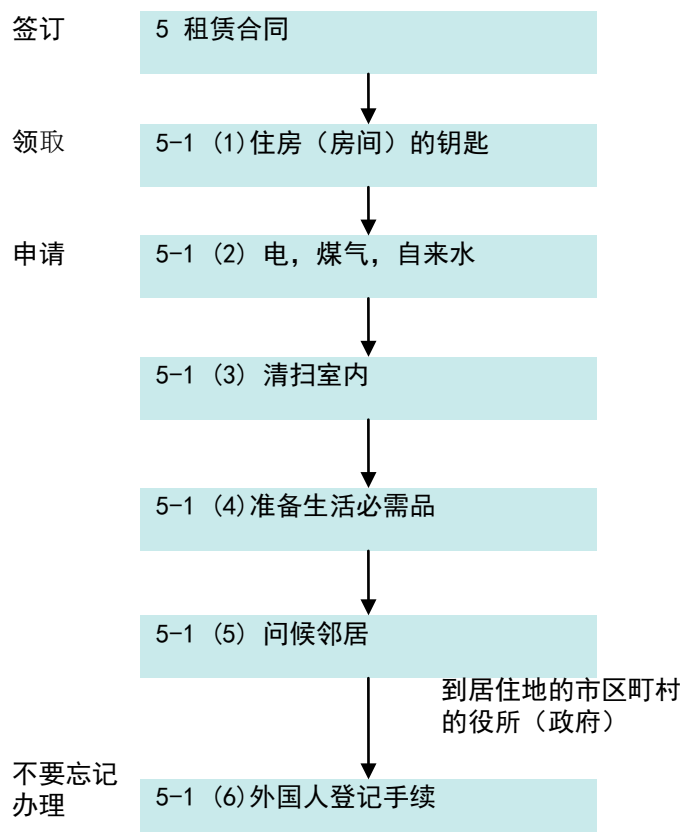 签订
5 租赁合同
领取
5-1 (1)住房（房间）的钥匙
申请
5-1 (2) 电，煤气，自来水
5-1 (3) 清扫室内
5-1 (4)准备生活必需品
5-1 (5) 问候邻居
到居住地的市区町村
的役所（政府）
不要忘记
办理
5-1 (6)外国人登记手续